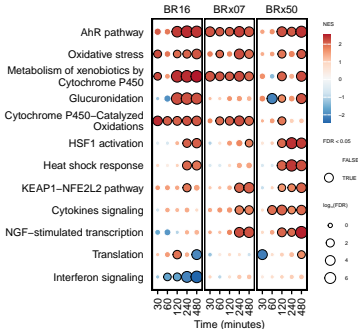 BR16 BRx07 BRx50
AhR pathway
Oxidative stress
Metabolism of xenobiotics by
Cytochrome P450
Glucuronidation
Cytochrome P450−Catalyzed
Oxidations
HSF1 activation
Heat shock response
KEAP1−NFE2L2 pathway
Cytokines signaling
NGF−stimulated transcription
Translation
Interferon signaling
30 60 120 240 480 30 60 120 240 480 30 60 120 240 480
Time (minutes)
NES
2
1
0
−1
−2
FDR < 0.05
FALSE
TRUE
log₁₀(FDR)
0
2
4
6